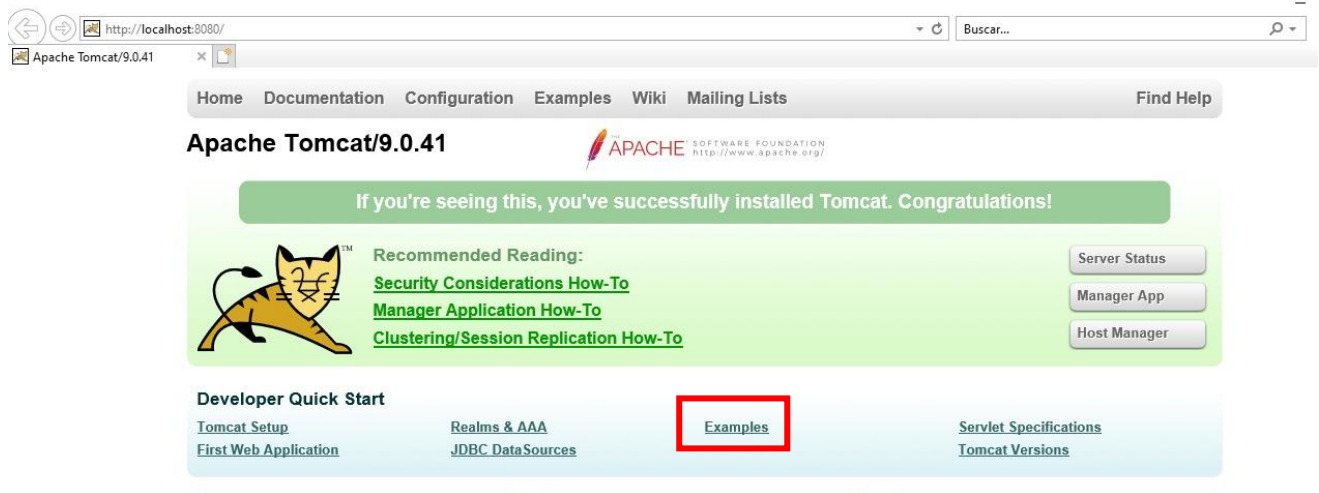 http://localhost:8080/
Buscar...
Apache Tomcat/9.0.41
Home Documentation Configuration Examples Wiki Mailing Lists Find Help
Apache Tomcat/9.0.41
THE APACHE® SOFTWARE FOUNDATION
http://www.apache.org/
If you're seeing this, you've successfully installed Tomcat. Congratulations!
TM
Recommended Reading:
Security Considerations How-To
Manager Application How-To
Clustering/Session Replication How-To
Server Status
Manager App
Host Manager
Developer Quick Start
Tomcat Setup Realms & AAA Examples Servlet Specifications
First Web Application JDBC DataSources Tomcat Versions